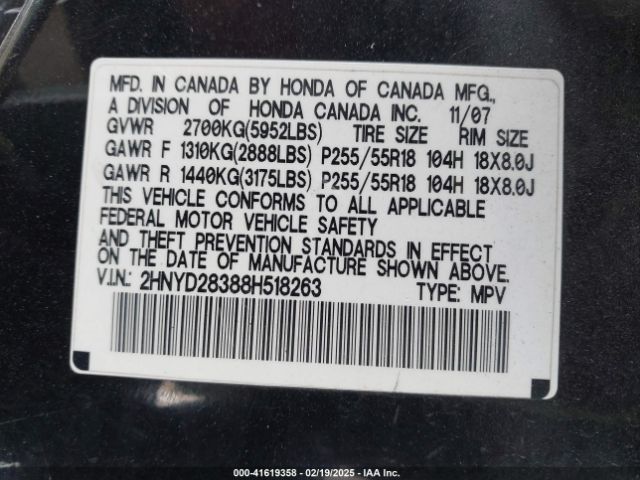 MFD. IN CANADA BY HONDA OF CANADA MFG.,
A DIVISION OF HONDA CANADA INC. 11/07
GVWR 2700KG(5952LBS) TIRE SIZE RIM SIZE
GAWR F 1310KG(2888LBS) P255/55R18 104H 18X8.0J
GAWR R 1440KG(3175LBS) P255/55R18 104H 18X8.0J
THIS VEHICLE CONFORMS TO ALL APPLICABLE
FEDERAL MOTOR VEHICLE SAFETY
AND THEFT PREVENTION STANDARDS IN EFFECT
ON THE DATE OF MANUFACTURE SHOWN ABOVE.
V.I.N.: 2HNYD28388H518263 TYPE: MPV
000-41619358 - 02/19/2025 - IAA Inc.